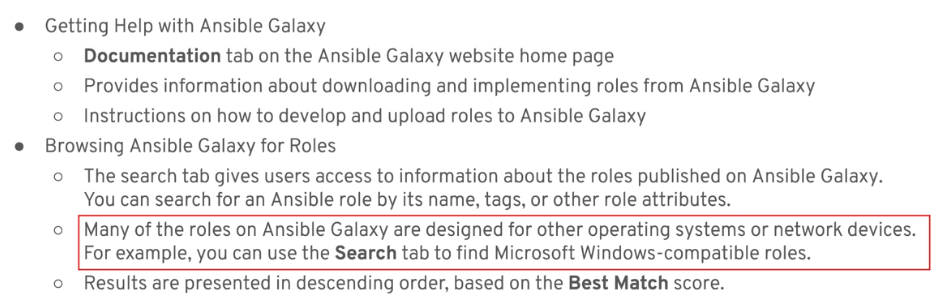 ● Getting Help with Ansible Galaxy
○ Documentation tab on the Ansible Galaxy website home page
○ Provides information about downloading and implementing roles from Ansible Galaxy
○ Instructions on how to develop and upload roles to Ansible Galaxy
● Browsing Ansible Galaxy for Roles
○ The search tab gives users access to information about the roles published on Ansible Galaxy.
You can search for an Ansible role by its name, tags, or other role attributes.
○ Many of the roles on Ansible Galaxy are designed for other operating systems or network devices.
For example, you can use the Search tab to find Microsoft Windows-compatible roles.
○ Results are presented in descending order, based on the Best Match score.